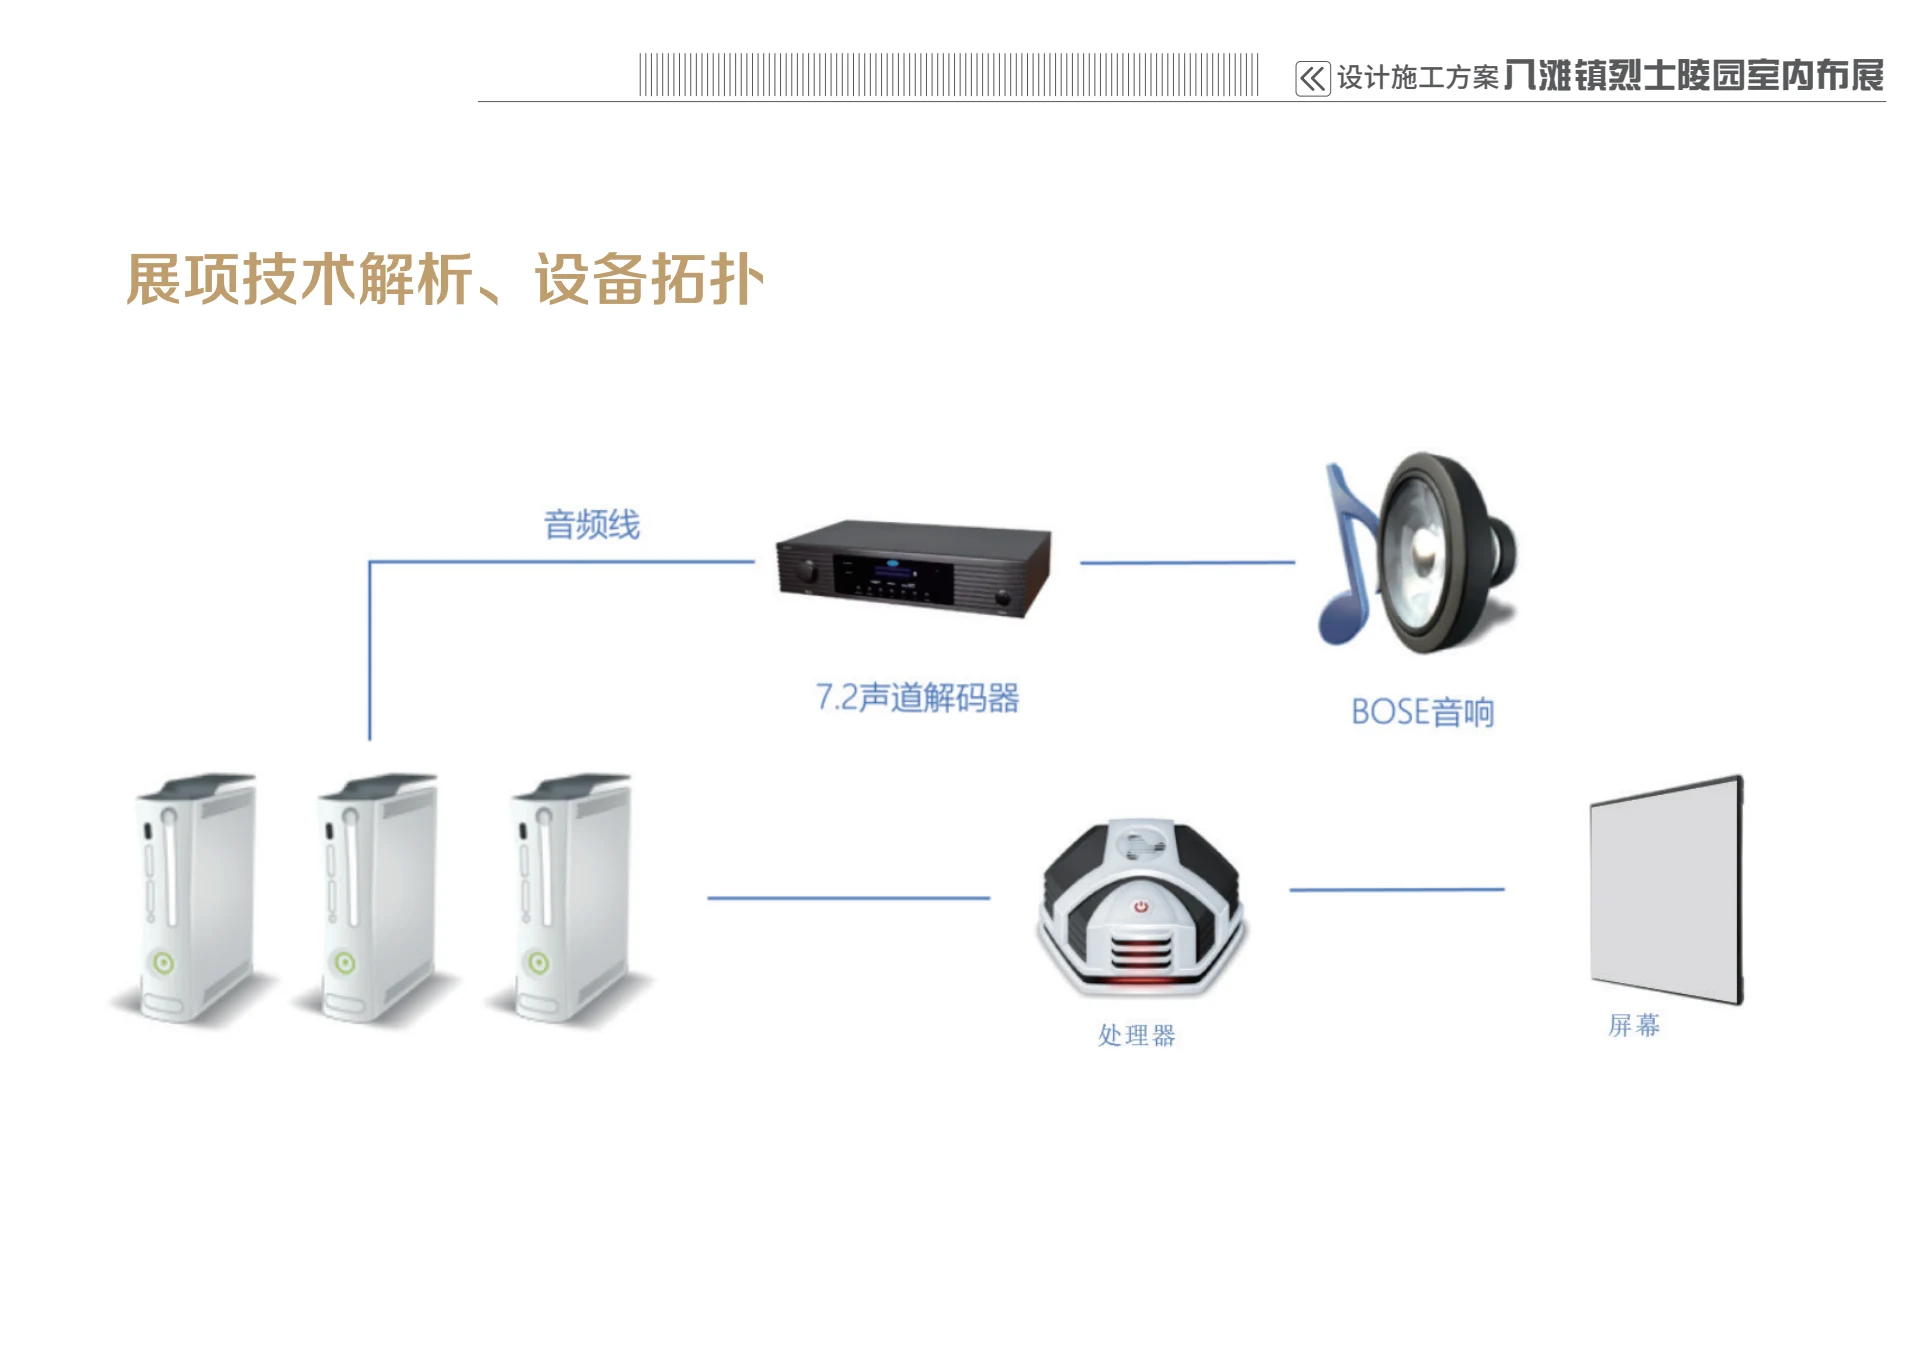 设计施工方案 八滩镇烈士陵园室内布展
展项技术解析、设备拓扑
音频线
7.2声道解码器
BOSE音响
处理器
屏幕